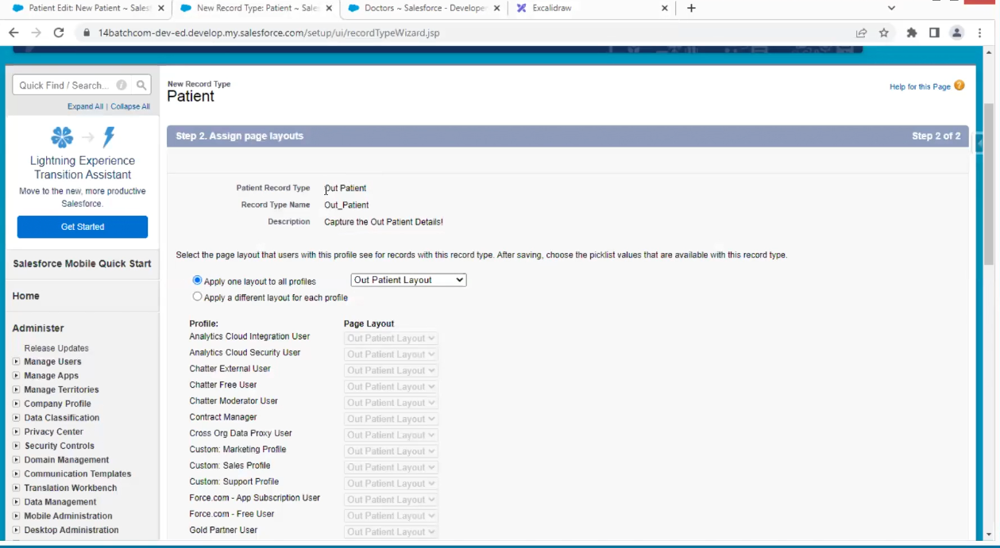 Patient Edit: New Patient ~ Sales
New Record Type: Patient ~ Sale
Doctors ~ Salesforce - Develope
Excalidraw
14batchcom-dev-ed.develop.my.salesforce.com/setup/ui/recordTypeWizard.jsp
Quick Find / Search...
Expand All | Collapse All
Lightning Experience
Transition Assistant
Move to the new, more productive
Salesforce.
Get Started
Salesforce Mobile Quick Start
Home
Administer
Release Updates
Manage Users
Manage Apps
Manage Territories
Company Profile
Data Classification
Privacy Center
Security Controls
Domain Management
Communication Templates
Translation Workbench
Data Management
Mobile Administration
Desktop Administration
New Record Type
Patient
Help for this Page
Step 2. Assign page layouts
Step 2 of 2
Patient Record Type Out Patient
Record Type Name Out_Patient
Description Capture the Out Patient Details!
Select the page layout that users with this profile see for records with this record type. After saving, choose the picklist values that are available with this record type.
Apply one layout to all profiles Out Patient Layout
Apply a different layout for each profile
Profile: Page Layout
Analytics Cloud Integration User Out Patient Layout
Analytics Cloud Security User Out Patient Layout
Chatter External User Out Patient Layout
Chatter Free User Out Patient Layout
Chatter Moderator User Out Patient Layout
Contract Manager Out Patient Layout
Cross Org Data Proxy User Out Patient Layout
Custom: Marketing Profile Out Patient Layout
Custom: Sales Profile Out Patient Layout
Custom: Support Profile Out Patient Layout
Force.com - App Subscription User Out Patient Layout
Force.com - Free User Out Patient Layout
Gold Partner User Out Patient Layout